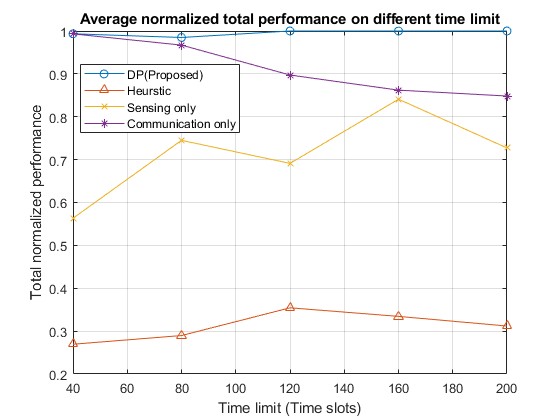 Average normalized total performance on different time limit
1
0.9
0.8
0.7
0.6
0.5
0.4
0.3
0.2
Total normalized performance
DP(Proposed)
Heurstic
Sensing only
Communication only
40
60
80
100
120
140
160
180
200
Time limit (Time slots)